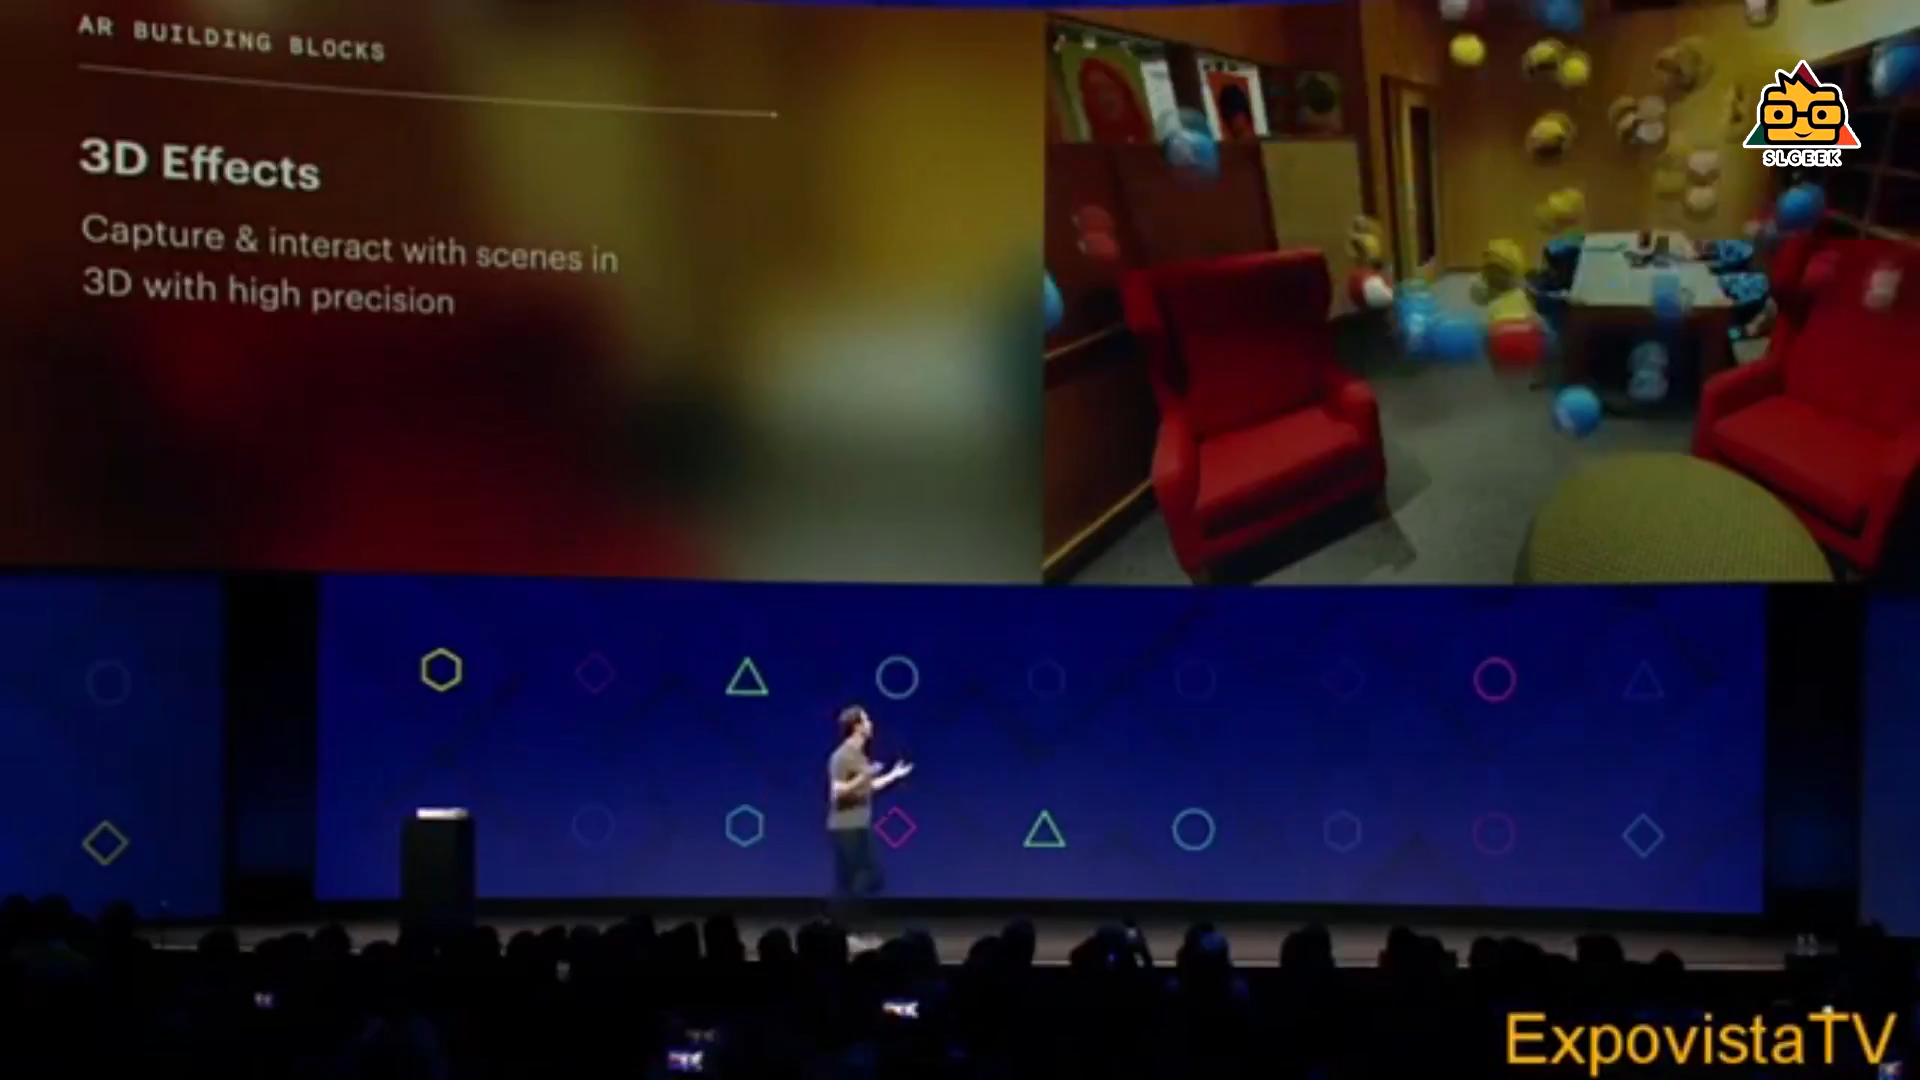 AR BUILDING BLOCKS
3D Effects
Capture & interact with scenes in
3D with high precision
SLGEEK
ExpovistaTV